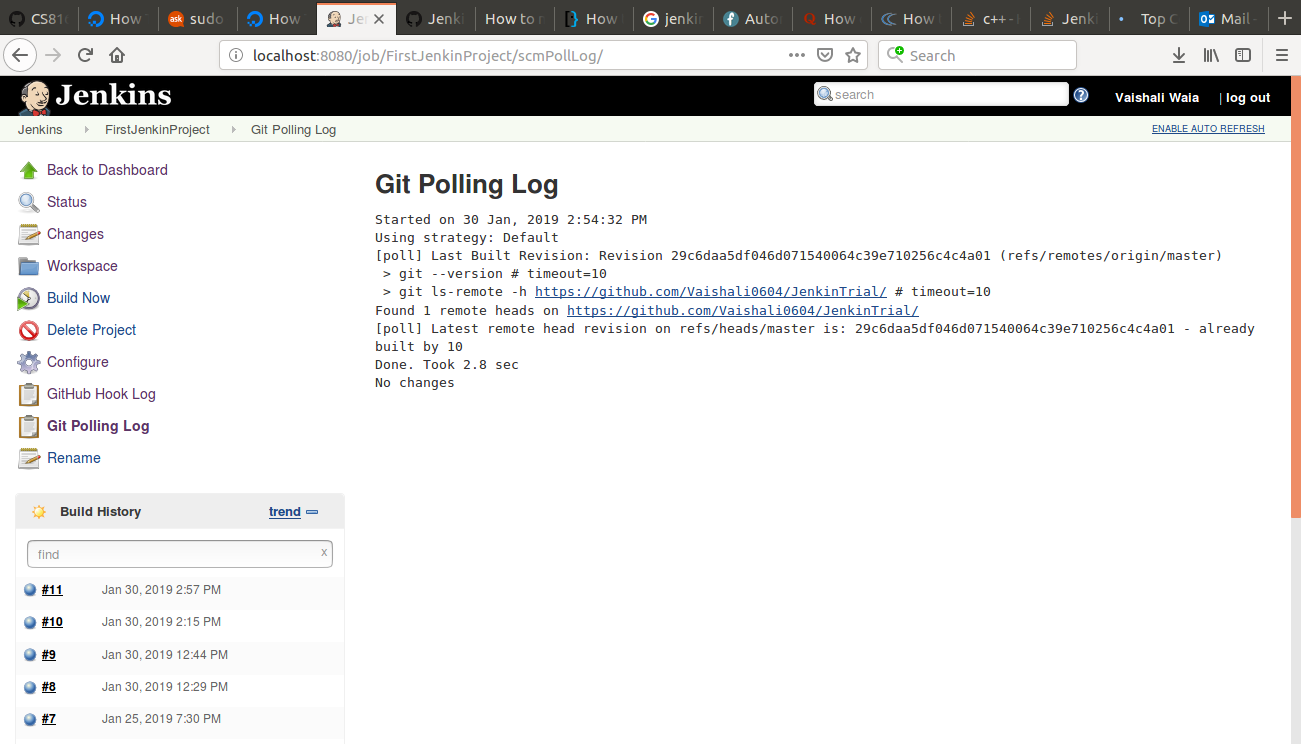 CS81
How
sudo
How
Je
Jenki
How to r
How
jenkin
Auto
How
How
c++ -
Jenki
Top C
Mail -
localhost:8080/job/FirstJenkinProject/scmPollLog/
Search
Jenkins
search
Vaishali Waia
| log out
Jenkins
FirstJenkinProject
Git Polling Log
ENABLE AUTO REFRESH
Back to Dashboard
Status
Changes
Workspace
Build Now
Delete Project
Configure
GitHub Hook Log
Git Polling Log
Rename
Git Polling Log
Started on 30 Jan, 2019 2:54:32 PM
Using strategy: Default
[poll] Last Built Revision: Revision 29c6daa5df046d071540064c39e710256c4c4a01 (refs/remotes/origin/master)
> git --version # timeout=10
> git ls-remote -h https://github.com/Vaishali0604/JenkinTrial/ # timeout=10
Found 1 remote heads on https://github.com/Vaishali0604/JenkinTrial/
[poll] Latest remote head revision on refs/heads/master is: 29c6daa5df046d071540064c39e710256c4c4a01 - already
built by 10
Done. Took 2.8 sec
No changes
Build History
trend
find
x
#11 Jan 30, 2019 2:57 PM
#10 Jan 30, 2019 2:15 PM
#9 Jan 30, 2019 12:44 PM
#8 Jan 30, 2019 12:29 PM
#7 Jan 25, 2019 7:30 PM